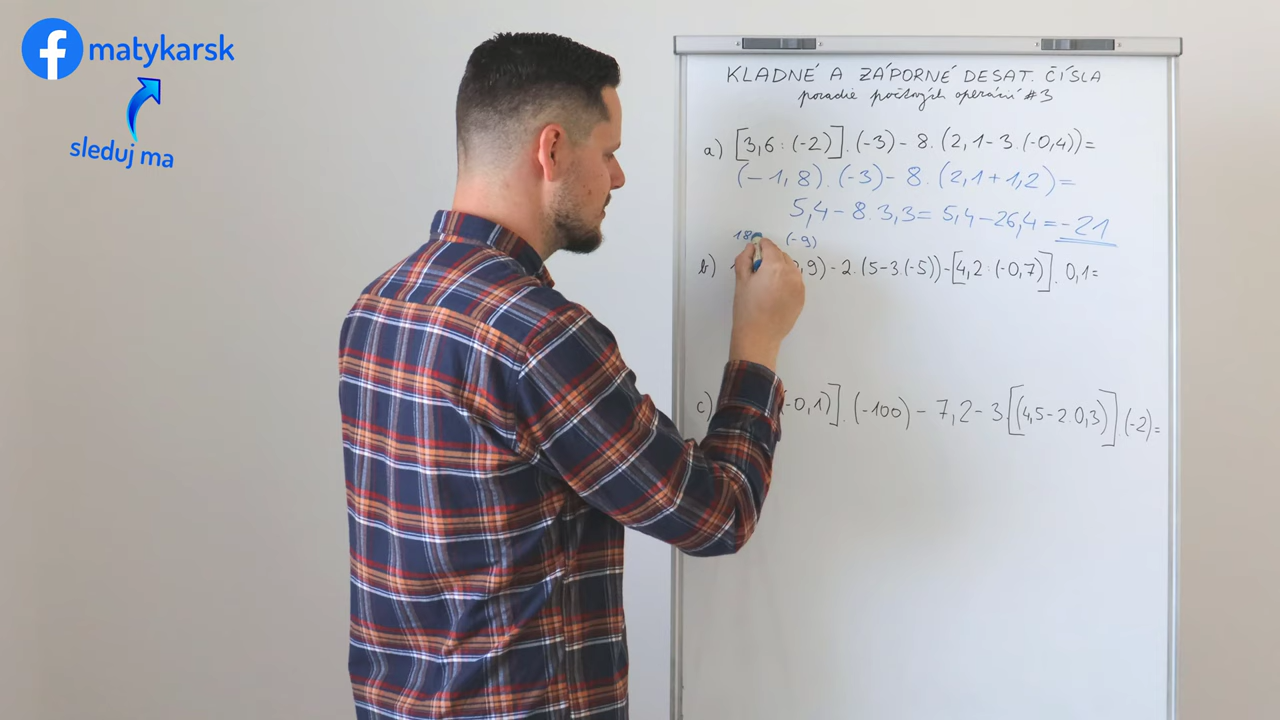 matykarsk
sleduj ma
KLADNÉ A ZÁPORNÉ DESAT. ČÍSLA
poradie počtových operácií #3
a) [3,6 : (-2)] . (-3) - 8 . (2,1 - 3 . (-0,4)) =
(-1,8) . (-3) - 8 . (2,1 + 1,2) =
5,4 - 8 . 3,3 = 5,4 - 26,4 = -21
18 (-9)
b) ,9) - 2 . (5 - 3 (-5)) - [4,2 : (-0,7)] . 0,1 =
c) (-0,1)] . (-100) - 7,2 - 3 [(4,5 - 2 . 0,3)] (-2) =